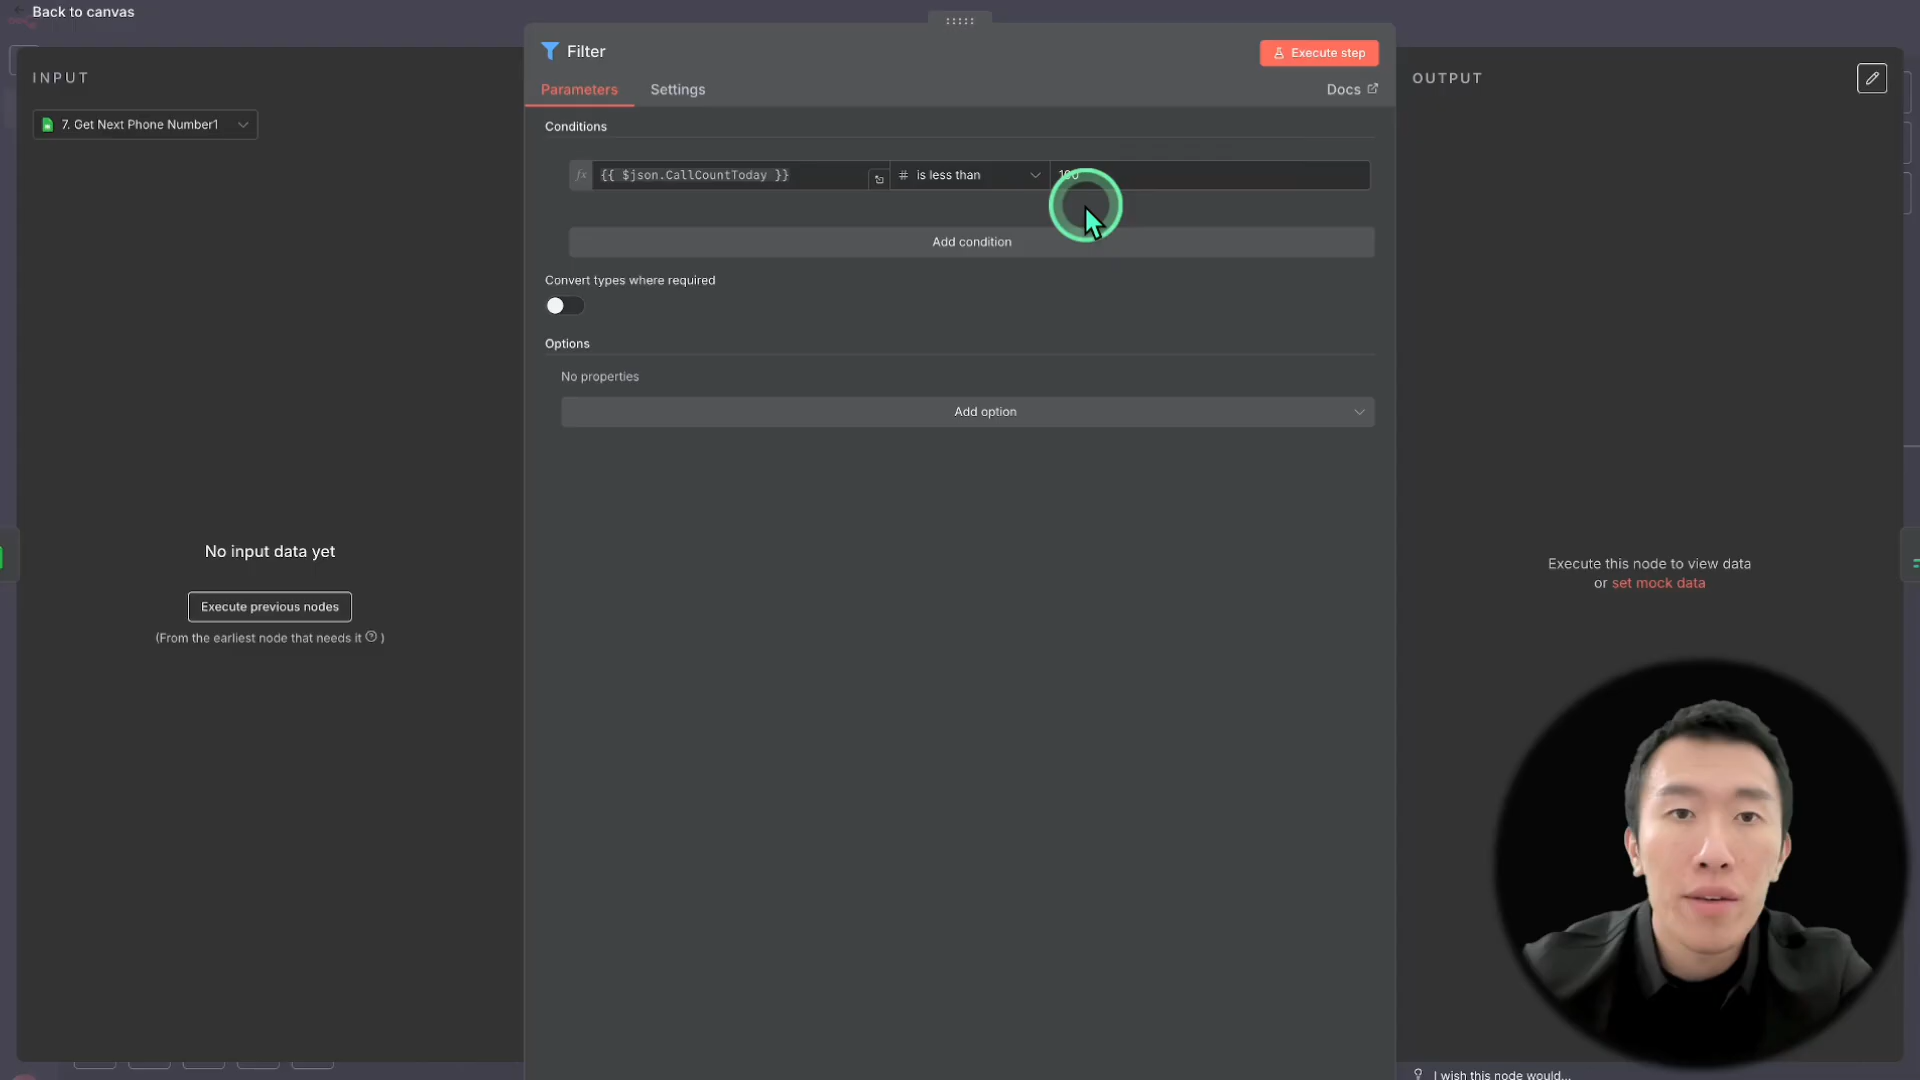 Back to canvas
INPUT
7. Get Next Phone Number1
No input data yet
Execute previous nodes
(From the earliest node that needs it ? )
Filter
Execute step
Parameters
Settings
Docs
Conditions
fx
{{ $json.CallCountToday }}
# is less than
100
Add condition
Convert types where required
Options
No properties
Add option
OUTPUT
Execute this node to view data
or set mock data
I wish this node would...